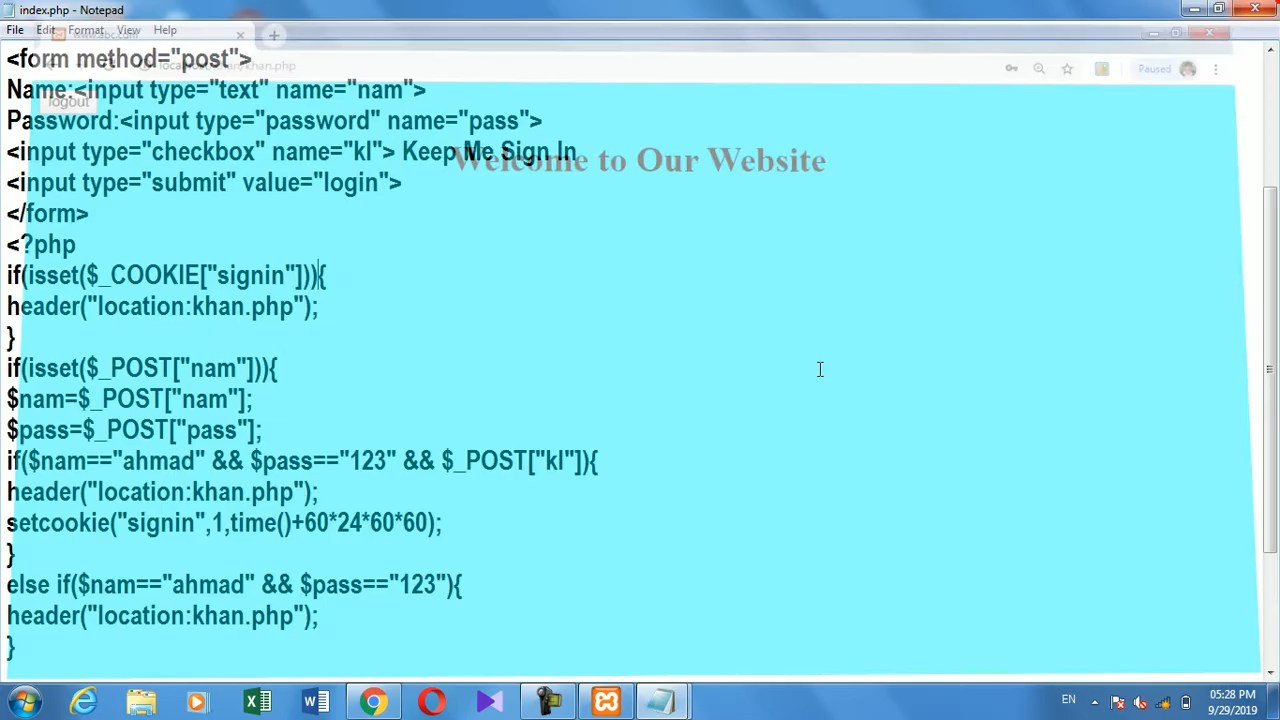 index.php - Notepad
File Edit Format View Help
<form method="post">
Name:<input type="text" name="nam">
logout
Password:<input type="password" name="pass">
<input type="checkbox" name="kl"> Keep Me Sign In
Welcome to Our Website
<input type="submit" value="login">
</form>
<?php
if(isset($_COOKIE["signin"])){
header("location:khan.php");
}
if(isset($_POST["nam"])){
$nam=$_POST["nam"];
$pass=$_POST["pass"];
if($nam=="ahmad" && $pass=="123" && $_POST["kl"]){
header("location:khan.php");
setcookie("signin",1,time()+60*24*60*60);
}
else if($nam=="ahmad" && $pass=="123"){
header("location:khan.php");
}
Paused
EN
05:28 PM
9/29/2019